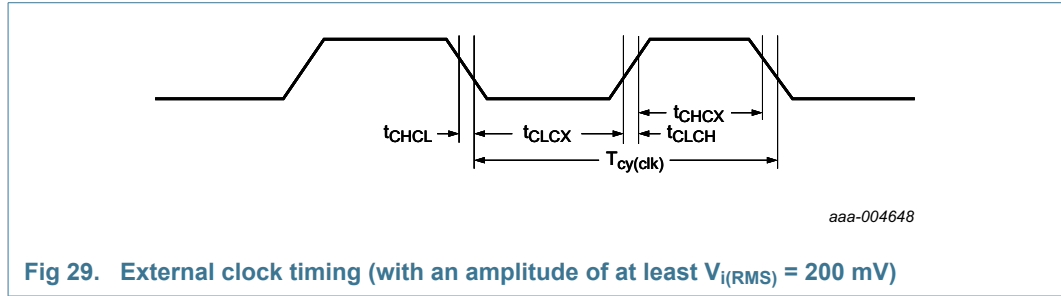 tCHCX
tCHCL tCLCX tCLCH
Tcy(clk)
aaa-004648
Fig 29. External clock timing (with an amplitude of at least Vi(RMS) = 200 mV)